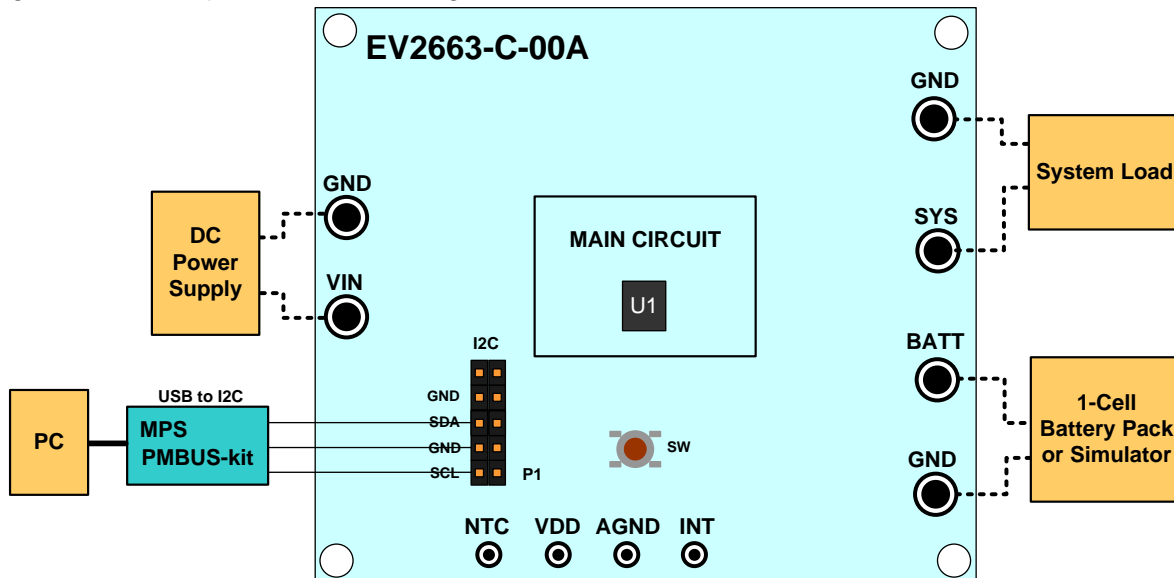 EV2663-C-00A
GND
System Load
SYS
GND
DC
Power
Supply
VIN
MAIN CIRCUIT
U1
BATT
1-Cell
Battery Pack
or Simulator
GND
I2C
GND
SDA
GND
SCL
P1
SW
USB to I2C
PC
MPS
PMBUS-kit
NTC
VDD
AGND
INT